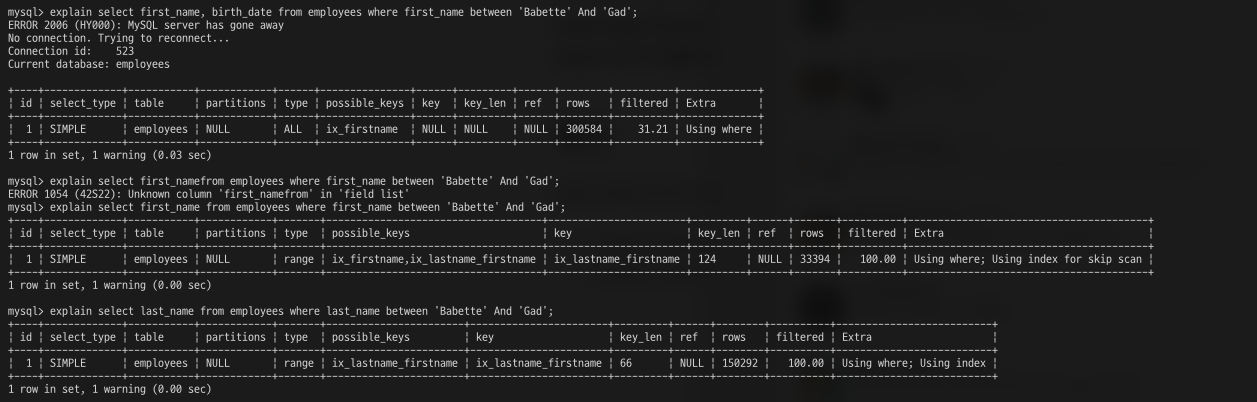 mysql> explain select first_name, birth_date from employees where first_name between 'Babette' And 'Gad';
ERROR 2006 (HY000): MySQL server has gone away
No connection. Trying to reconnect...
Connection id:    523
Current database: employees
+----+-------------+-----------+------------+------+---------------+------+---------+------+--------+----------+-------------+
| id | select_type | table     | partitions | type | possible_keys | key  | key_len | ref  | rows   | filtered | Extra       |
+----+-------------+-----------+------------+------+---------------+------+---------+------+--------+----------+-------------+
|  1 | SIMPLE      | employees | NULL       | ALL  | ix_firstname  | NULL | NULL    | NULL | 300584 |    31.21 | Using where |
+----+-------------+-----------+------------+------+---------------+------+---------+------+--------+----------+-------------+
1 row in set, 1 warning (0.03 sec)
mysql> explain select first_namefrom employees where first_name between 'Babette' And 'Gad';
ERROR 1054 (42S22): Unknown column 'first_namefrom' in 'field list'
mysql> explain select first_name from employees where first_name between 'Babette' And 'Gad';
+----+-------------+-----------+------------+-------+------------------------------------+-----------------------+---------+------+-------+----------+----------------------------------------+
| id | select_type | table     | partitions | type  | possible_keys                      | key                   | key_len | ref  | rows  | filtered | Extra                                  |
+----+-------------+-----------+------------+-------+------------------------------------+-----------------------+---------+------+-------+----------+----------------------------------------+
|  1 | SIMPLE      | employees | NULL       | range | ix_firstname,ix_lastname_firstname | ix_lastname_firstname | 124     | NULL | 33394 |   100.00 | Using where; Using index for skip scan |
+----+-------------+-----------+------------+-------+------------------------------------+-----------------------+---------+------+-------+----------+----------------------------------------+
1 row in set, 1 warning (0.00 sec)
mysql> explain select last_name from employees where last_name between 'Babette' And 'Gad';
+----+-------------+-----------+------------+-------+-----------------------+-----------------------+---------+------+--------+----------+--------------------------+
| id | select_type | table     | partitions | type  | possible_keys         | key                   | key_len | ref  | rows   | filtered | Extra                    |
+----+-------------+-----------+------------+-------+-----------------------+-----------------------+---------+------+--------+----------+--------------------------+
|  1 | SIMPLE      | employees | NULL       | range | ix_lastname_firstname | ix_lastname_firstname | 66      | NULL | 150292 |   100.00 | Using where; Using index |
+----+-------------+-----------+------------+-------+-----------------------+-----------------------+---------+------+--------+----------+--------------------------+
1 row in set, 1 warning (0.00 sec)